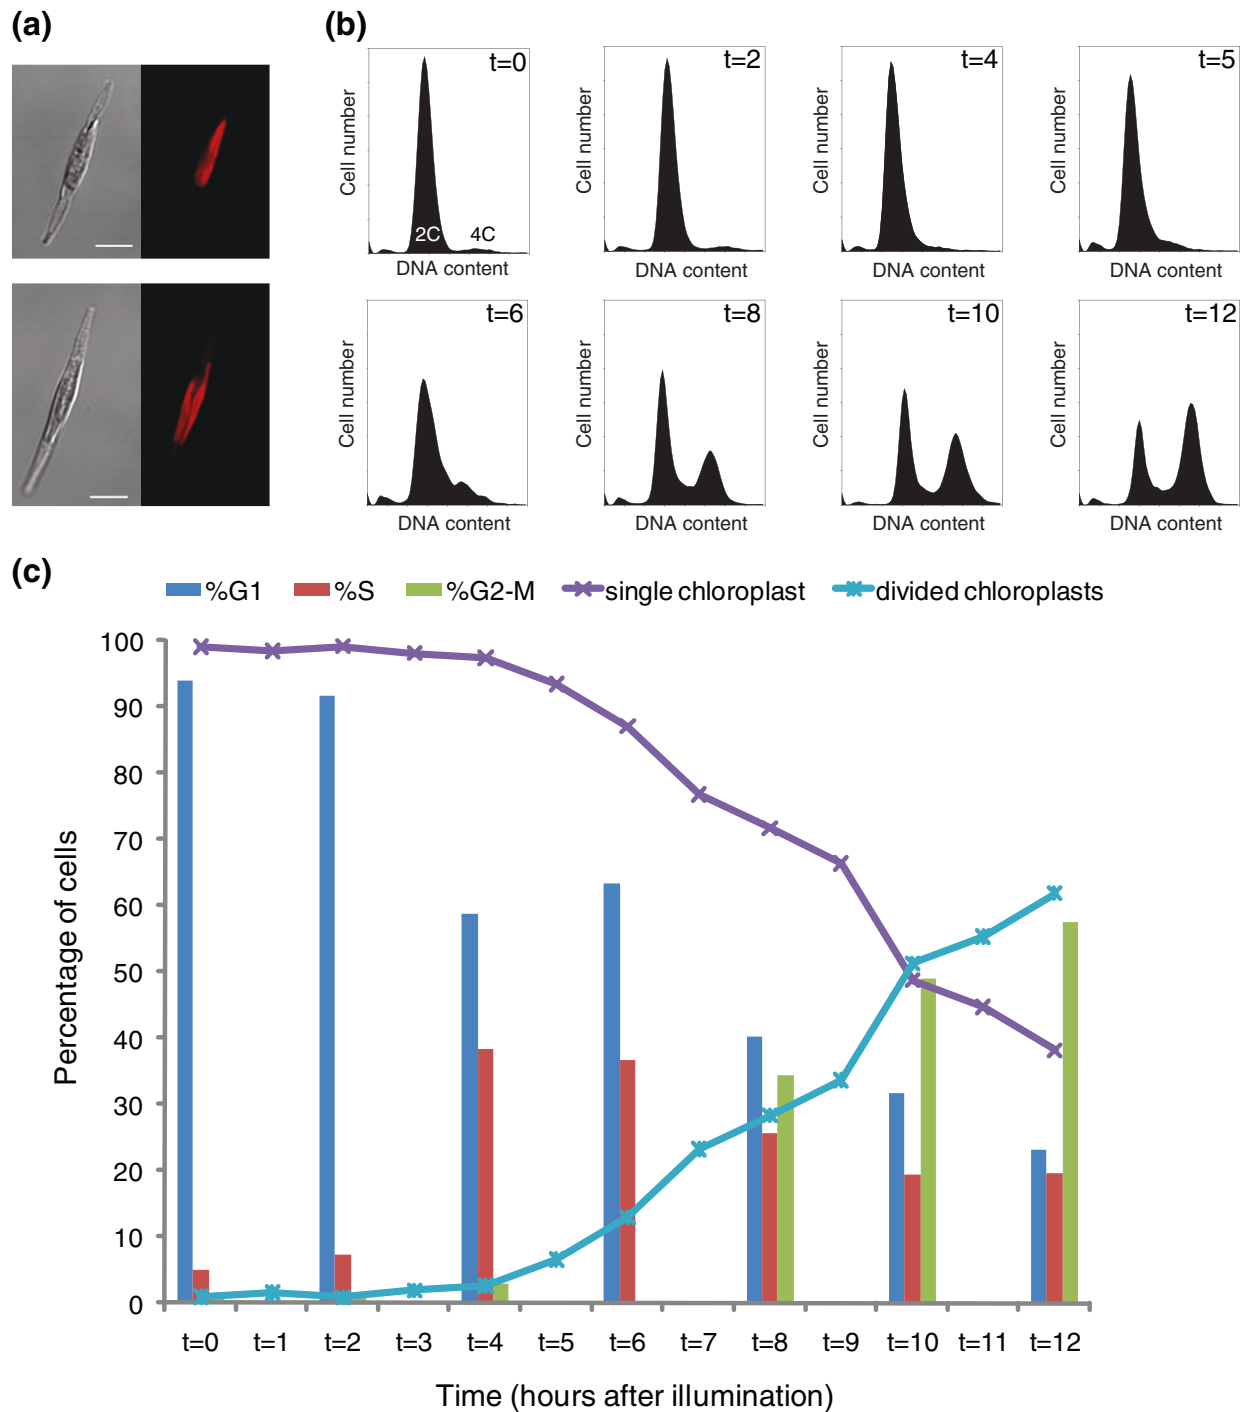 (a)
(b)
t=0
Cell number
2C
4C
DNA content
t=2
Cell number
DNA content
t=4
Cell number
DNA content
t=5
Cell number
DNA content
t=6
Cell number
DNA content
t=8
Cell number
DNA content
t=10
Cell number
DNA content
t=12
Cell number
DNA content
(c)
%G1 %S %G2-M single chloroplast divided chloroplasts
Percentage of cells
100
90
80
70
60
50
40
30
20
10
0
t=0 t=1 t=2 t=3 t=4 t=5 t=6 t=7 t=8 t=9 t=10 t=11 t=12
Time (hours after illumination)